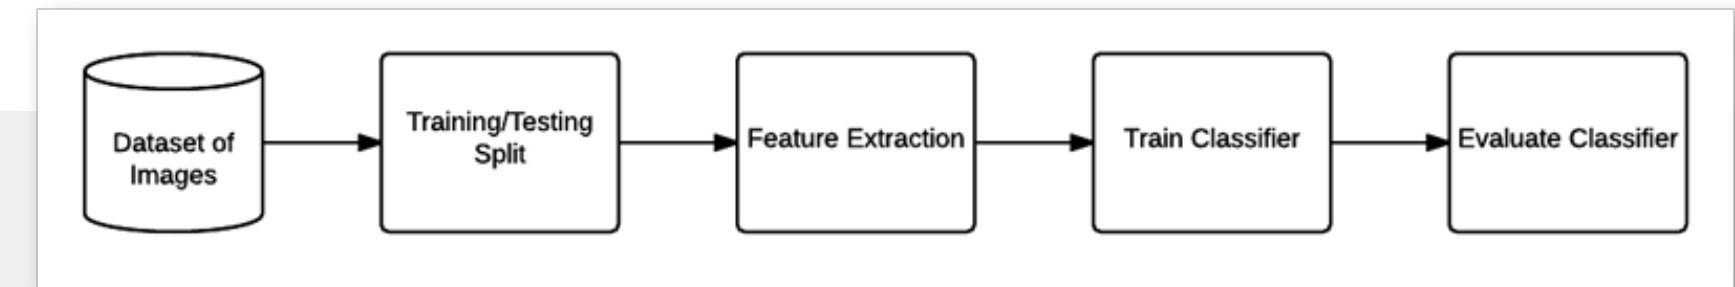 Dataset of
Images
Training/Testing
Split
Feature Extraction
Train Classifier
Evaluate Classifier